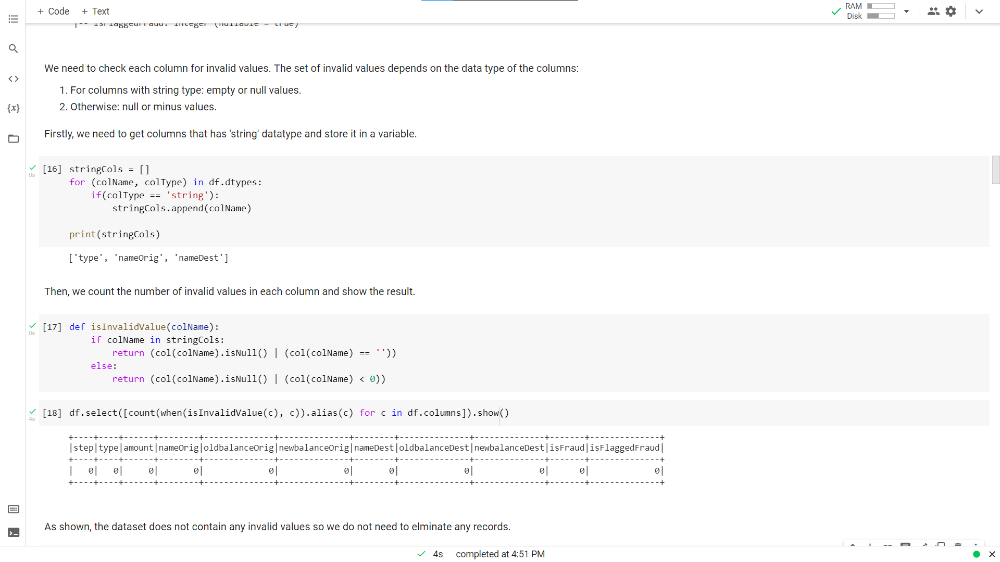 + Code + Text
RAM
Disk
|-- isFlaggedFraud: integer (nullable = true)
{x}
We need to check each column for invalid values. The set of invalid values depends on the data type of the columns:
1. For columns with string type: empty or null values.
2. Otherwise: null or minus values.
Firstly, we need to get columns that has 'string' datatype and store it in a variable.
0s
[16] stringCols = []
for (colName, colType) in df.dtypes:
    if(colType == 'string'):
        stringCols.append(colName)
print(stringCols)
['type', 'nameOrig', 'nameDest']
Then, we count the number of invalid values in each column and show the result.
0s
[17] def isInvalidValue(colName):
    if colName in stringCols:
        return (col(colName).isNull() | (col(colName) == ''))
    else:
        return (col(colName).isNull() | (col(colName) < 0))
4s
[18] df.select([count(when(isInvalidValue(c), c)).alias(c) for c in df.columns]).show()
+----+----+------+--------+--------------+--------------+--------+--------------+--------------+-------+--------------+
|step|type|amount|nameOrig|oldbalanceOrig|newbalanceOrig|nameDest|oldbalanceDest|newbalanceDest|isFraud|isFlaggedFraud|
+----+----+------+--------+--------------+--------------+--------+--------------+--------------+-------+--------------+
|   0|   0|     0|       0|             0|             0|       0|             0|             0|      0|             0|
+----+----+------+--------+--------------+--------------+--------+--------------+--------------+-------+--------------+
As shown, the dataset does not contain any invalid values so we do not need to elminate any records.
4s completed at 4:51 PM